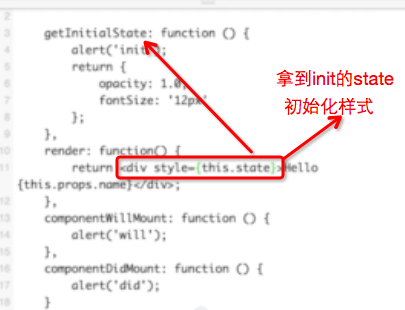 2
3 getInitialState: function () {
4 alert('init');
5 return {
6 opacity: 1.0,
7 fontSize: '12px'
8 };
9 },
10 render: function() {
11 return <div style={this.state}>Hello
{this.props.name}</div>;
12 },
13 componentWillMount: function () {
14 alert('will');
15 },
16 componentDidMount: function () {
17 alert('did');
18 }
拿到init的state
初始化样式